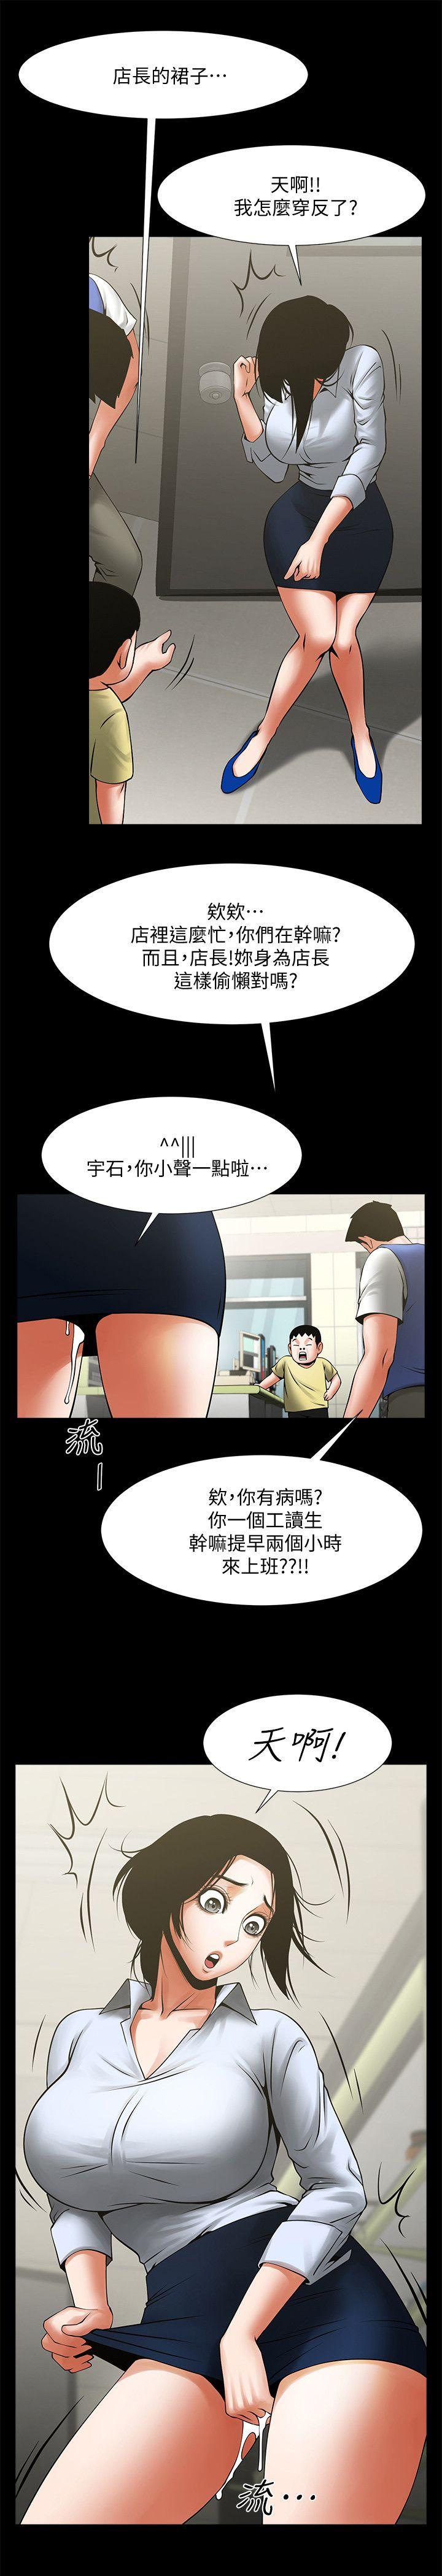 店長的裙子…
天啊!!
我怎麼穿反了?
欸欸…
店裡這麼忙,你們在幹嘛?
而且,店長!妳身為店長
這樣偷懶對嗎?
^^|||
宇石,你小聲一點啦…
流—
欸,你有病嗎?
你一個工讀生
幹嘛提早兩個小時
來上班??!!
天啊!
流…